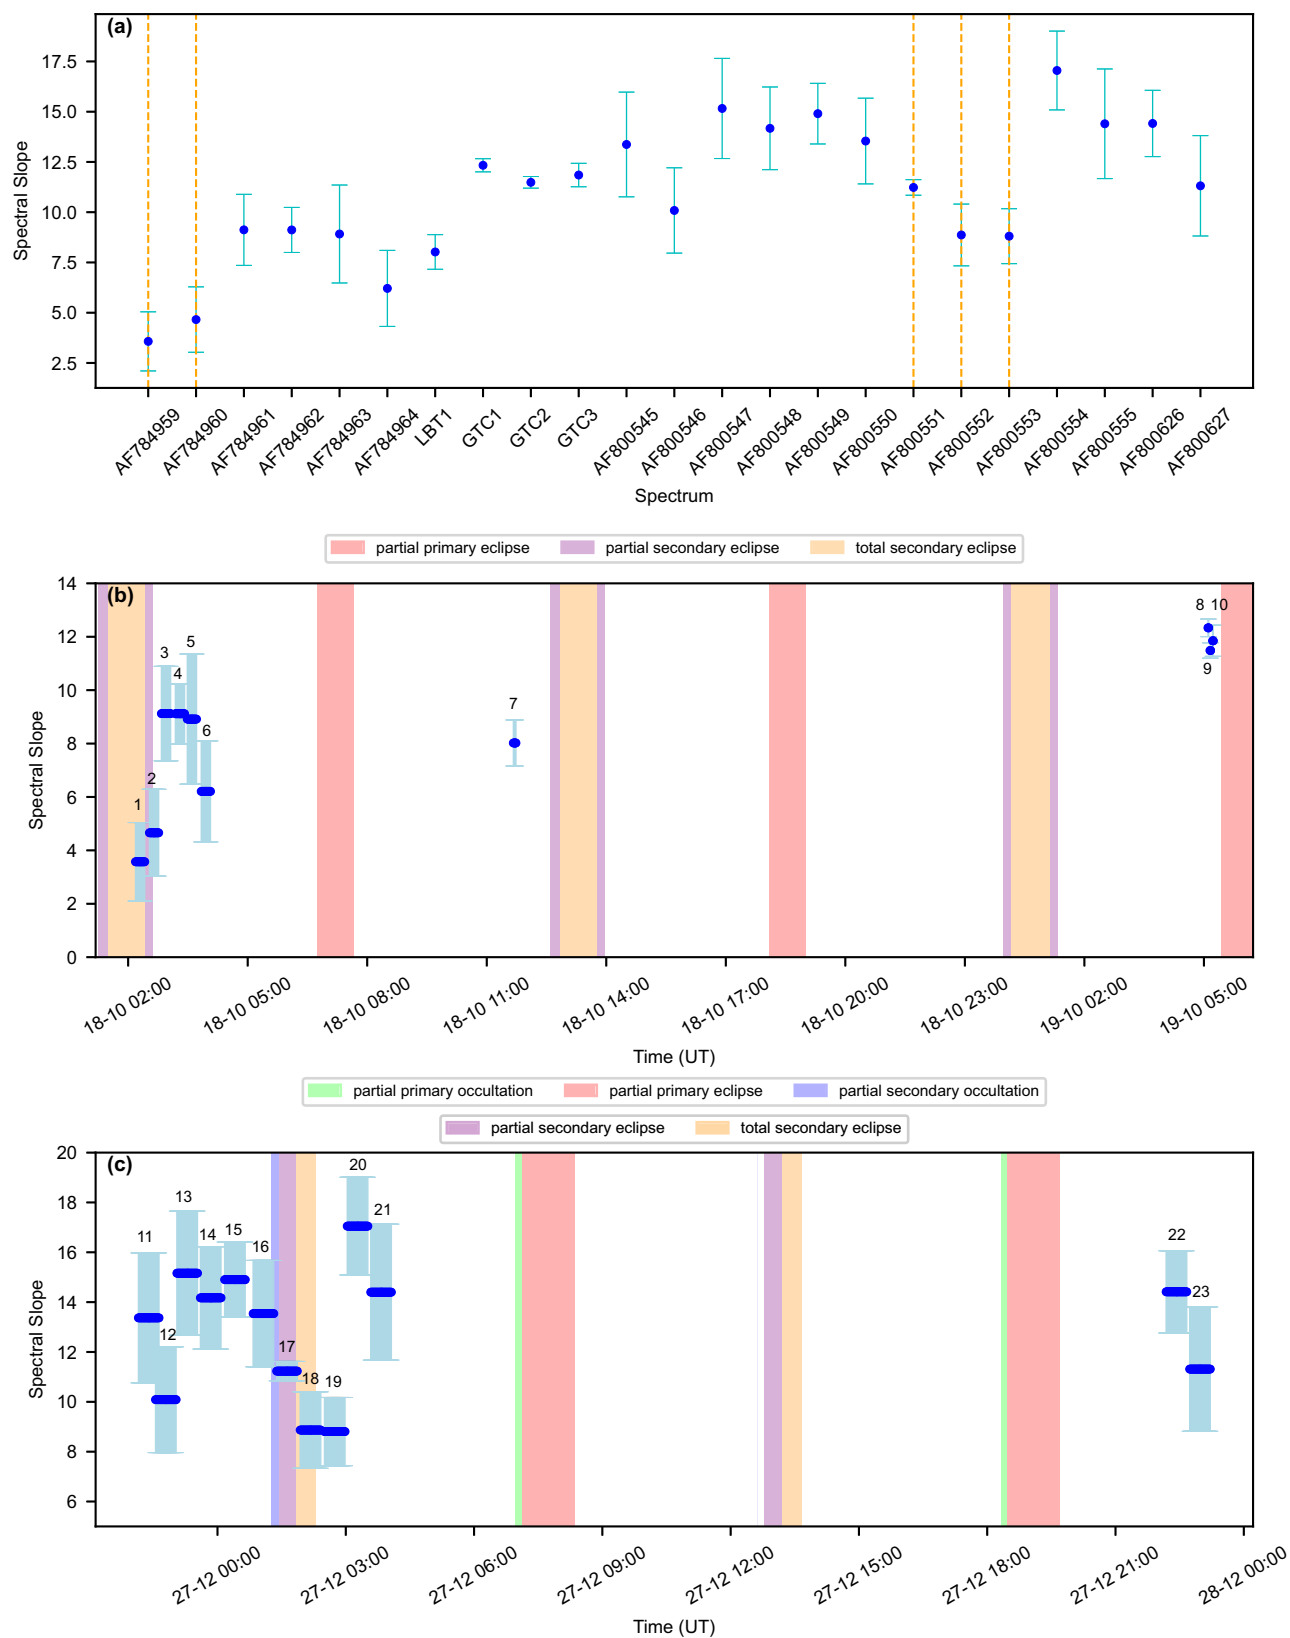 (a)
17.5
15.0
12.5
10.0
7.5
5.0
2.5
Spectral Slope
AF784959 AF784960 AF784961 AF784962 AF784963 AF784964 LBT1 GTC1 GTC2 GTC3 AF800545 AF800546 AF800547 AF800548 AF800549 AF800550 AF800551 AF800552 AF800553 AF800554 AF800555 AF800626 AF800627
Spectrum
partial primary eclipse partial secondary eclipse total secondary eclipse
(b)
14
12
10
8
6
4
2
0
Spectral Slope
1 2 3 4 5 6 7 8 9 10
18-10 02:00 18-10 05:00 18-10 08:00 18-10 11:00 18-10 14:00 18-10 17:00 18-10 20:00 18-10 23:00 19-10 02:00 19-10 05:00
Time (UT)
partial primary occultation partial primary eclipse partial secondary occultation
partial secondary eclipse total secondary eclipse
(c)
20
18
16
14
12
10
8
6
Spectral Slope
11 12 13 14 15 16 17 18 19 20 21 22 23
27-12 00:00 27-12 03:00 27-12 06:00 27-12 09:00 27-12 12:00 27-12 15:00 27-12 18:00 27-12 21:00 28-12 00:00
Time (UT)